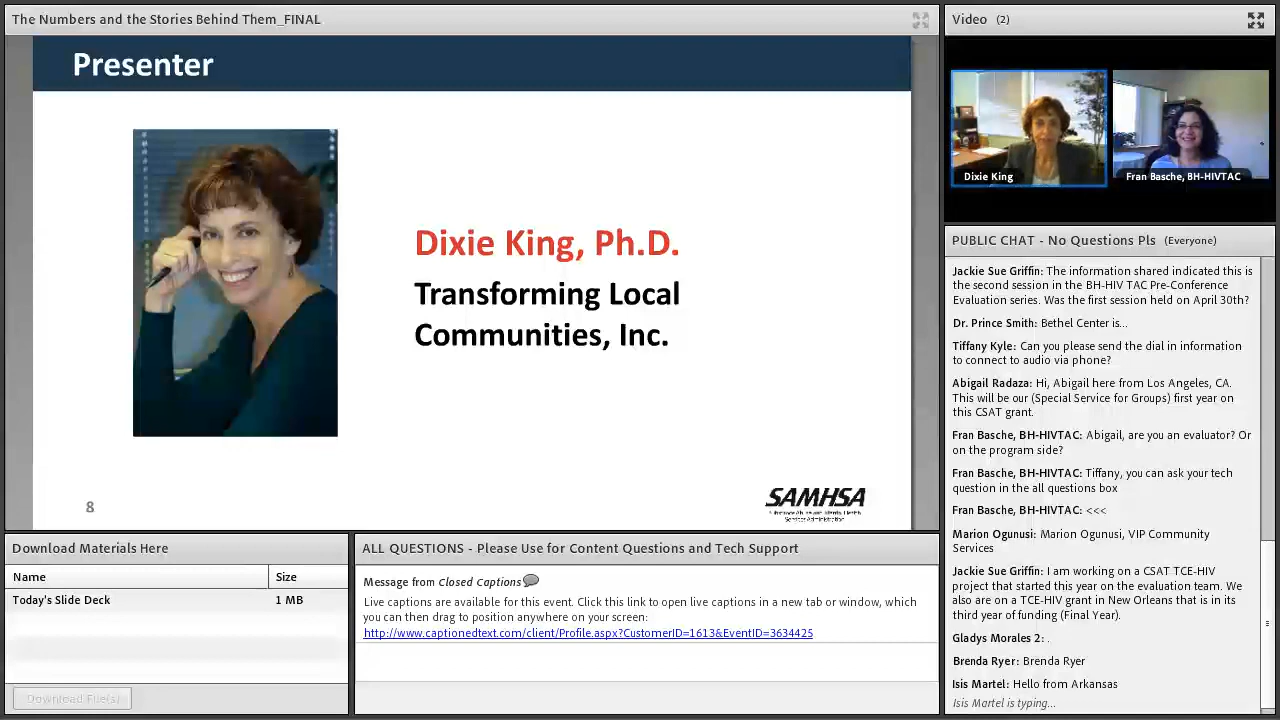 The Numbers and the Stories Behind Them_FINAL
Presenter
Dixie King, Ph.D.
Transforming Local
Communities, Inc.
8
SAMHSA
Video (2)
Dixie King
Fran Basche, BH-HIVTAC
PUBLIC CHAT - No Questions Pls (Everyone)
Jackie Sue Griffin: The information shared indicated this is
the second session in the BH-HIV TAC Pre-Conference
Evaluation series. Was the first session held on April 30th?
Dr. Prince Smith: Bethel Center is...
Tiffany Kyle: Can you please send the dial in information
to connect to audio via phone?
Abigail Radaza: Hi, Abigail here from Los Angeles, CA.
This will be our (Special Service for Groups) first year on
this CSAT grant.
Fran Basche, BH-HIVTAC: Abigail, are you an evaluator? Or
on the program side?
Fran Basche, BH-HIVTAC: Tiffany, you can ask your tech
question in the all questions box
Fran Basche, BH-HIVTAC: <<<
Marion Ogunusi: Marion Ogunusi, VIP Community
Services
Jackie Sue Griffin: I am working on a CSAT TCE-HIV
project that started this year on the evaluation team. We
also are on a TCE-HIV grant in New Orleans that is in its
third year of funding (Final Year).
Gladys Morales 2: .
Brenda Ryer: Brenda Ryer
Isis Martel: Hello from Arkansas
Isis Martel is typing...
Download Materials Here
Name Size
Today's Slide Deck 1 MB
Download File(s)
ALL QUESTIONS - Please Use for Content Questions and Tech Support
Message from Closed Captions
Live captions are available for this event. Click this link to open live captions in a new tab or window, which
you can then drag to position anywhere on your screen:
http://www.captionedtext.com/client/Profile.aspx?CustomerID=1613&EventID=3634425